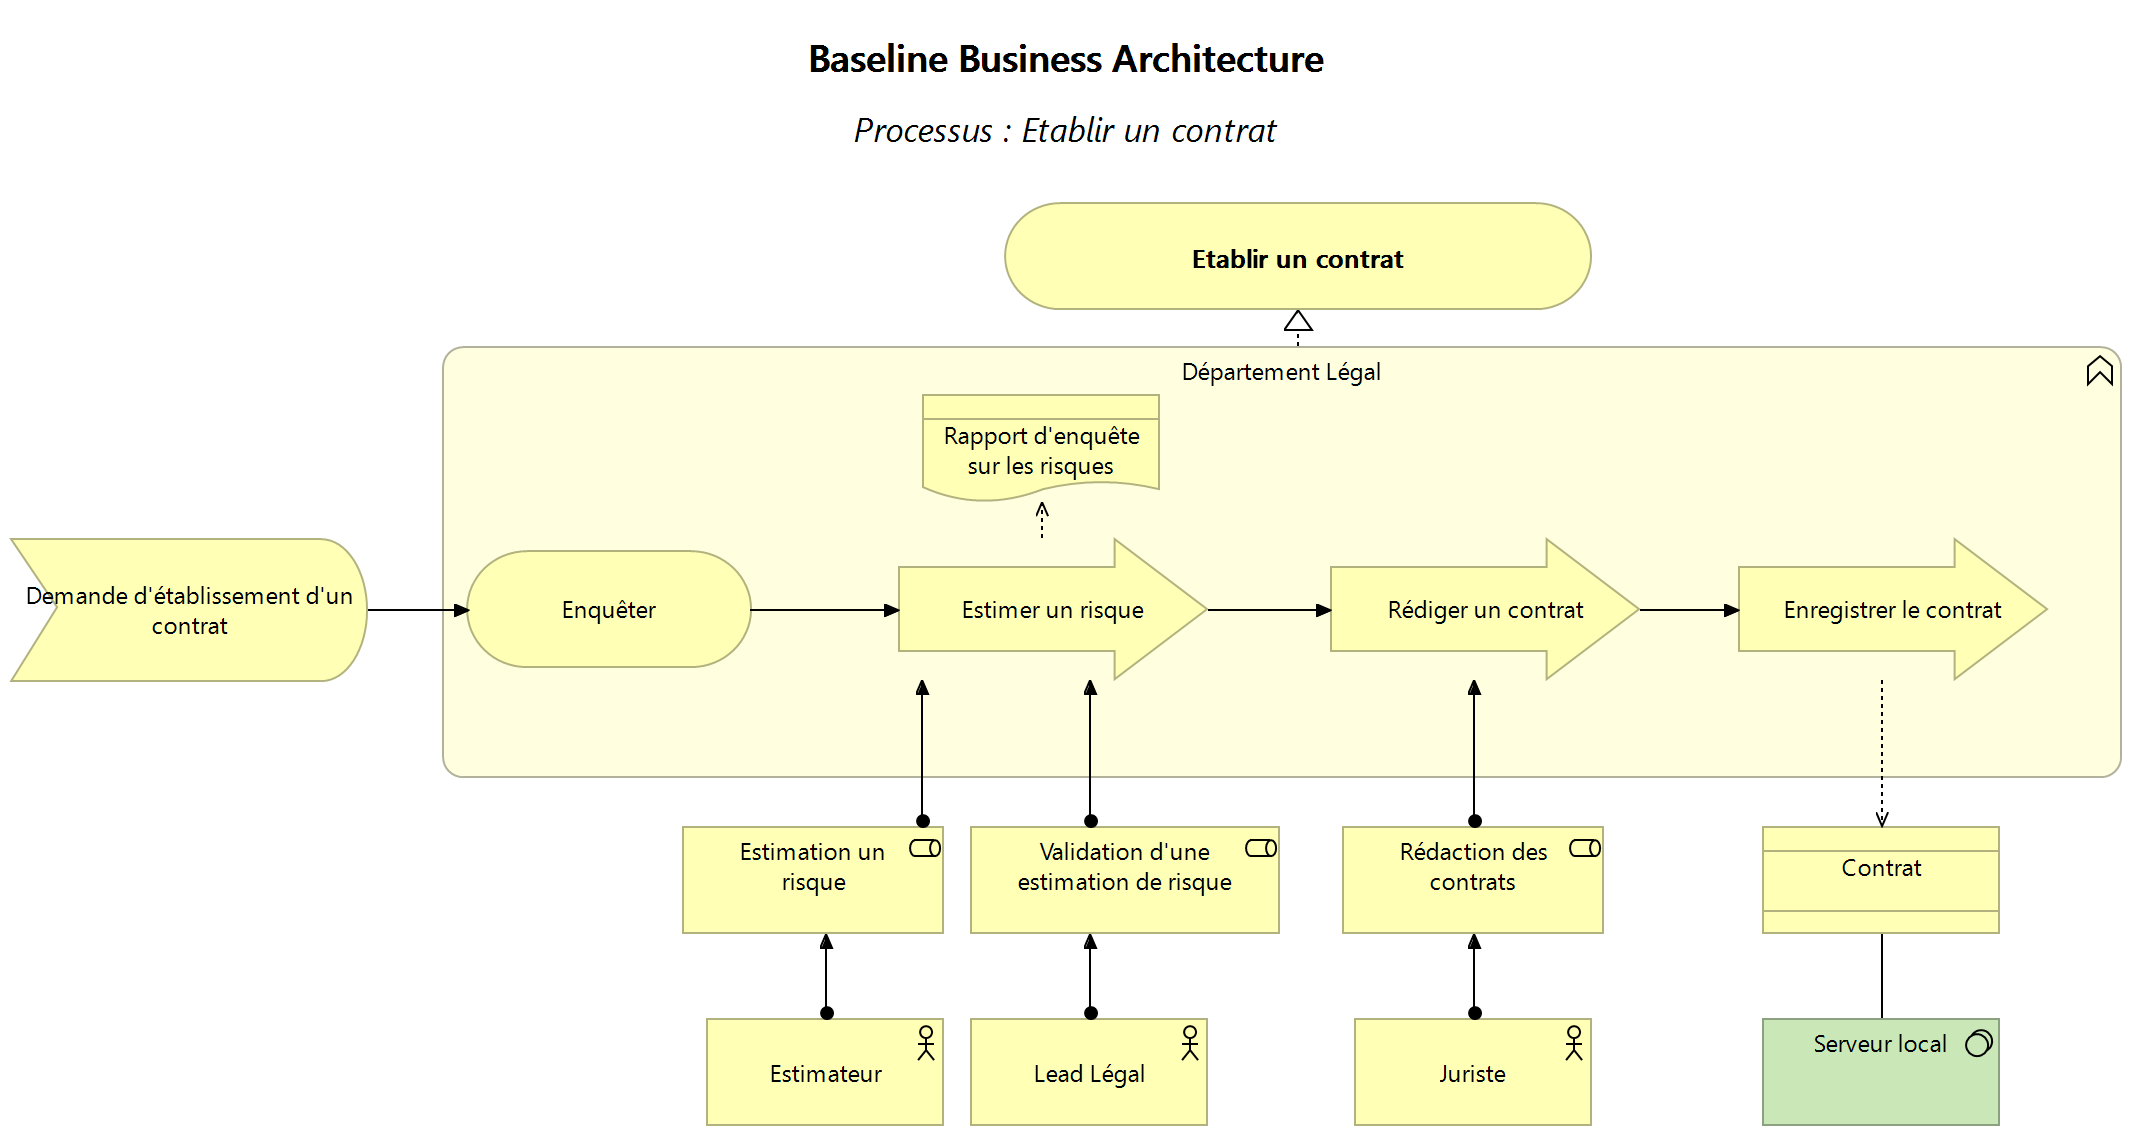 Baseline Business Architecture
Processus : Etablir un contrat
Etablir un contrat
Département Légal
Rapport d'enquête
sur les risques
Demande d'établissement d'un
contrat
Enquêter
Estimer un risque
Rédiger un contrat
Enregistrer le contrat
Estimation un
risque
Validation d'une
estimation de risque
Rédaction des
contrats
Contrat
Estimateur
Lead Légal
Juriste
Serveur local